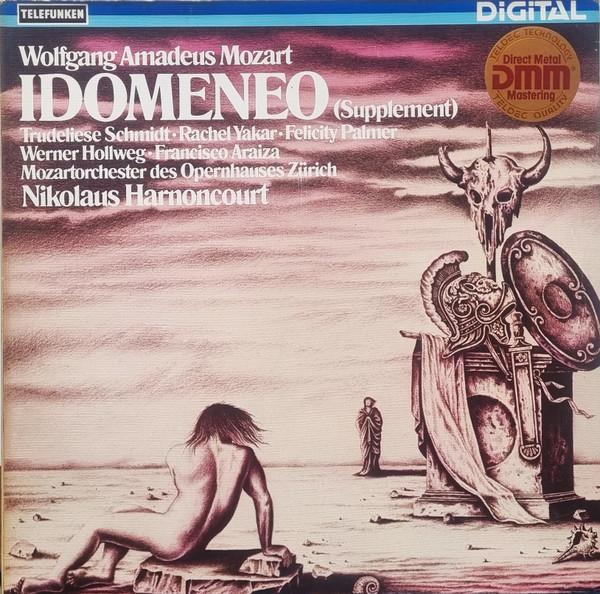 TELEFUNKEN
DiGiTAL
Wolfgang Amadeus Mozart
IDOMENEO (Supplement)
Trudeliese Schmidt · Rachel Yakar · Felicity Palmer
Werner Hollweg · Francisco Araiza
Mozartorchester des Opernhauses Zürich
Nikolaus Harnoncourt
TELDEC TECHNOLOGY
Direct Metal
DMM
Mastering
TELDEC QUALITY